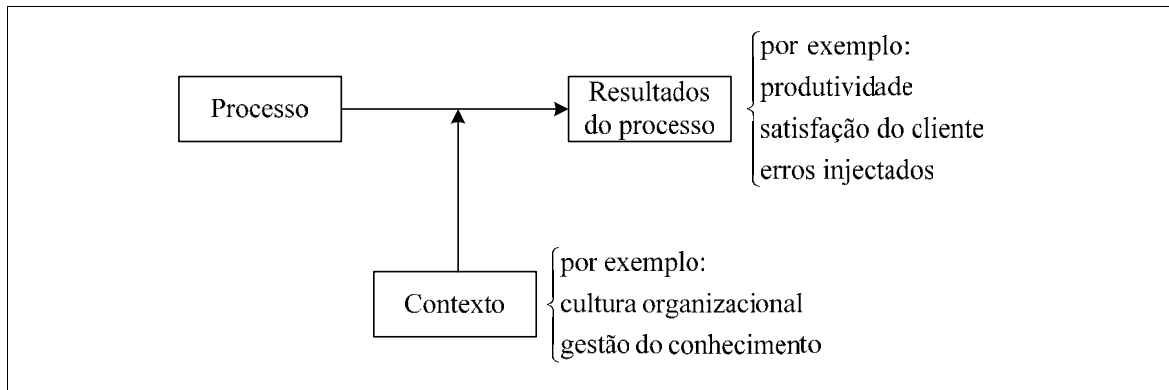 Processo
Resultados
do processo
por exemplo:
produtividade
satisfação do cliente
erros injectados
Contexto
por exemplo:
cultura organizacional
gestão do conhecimento